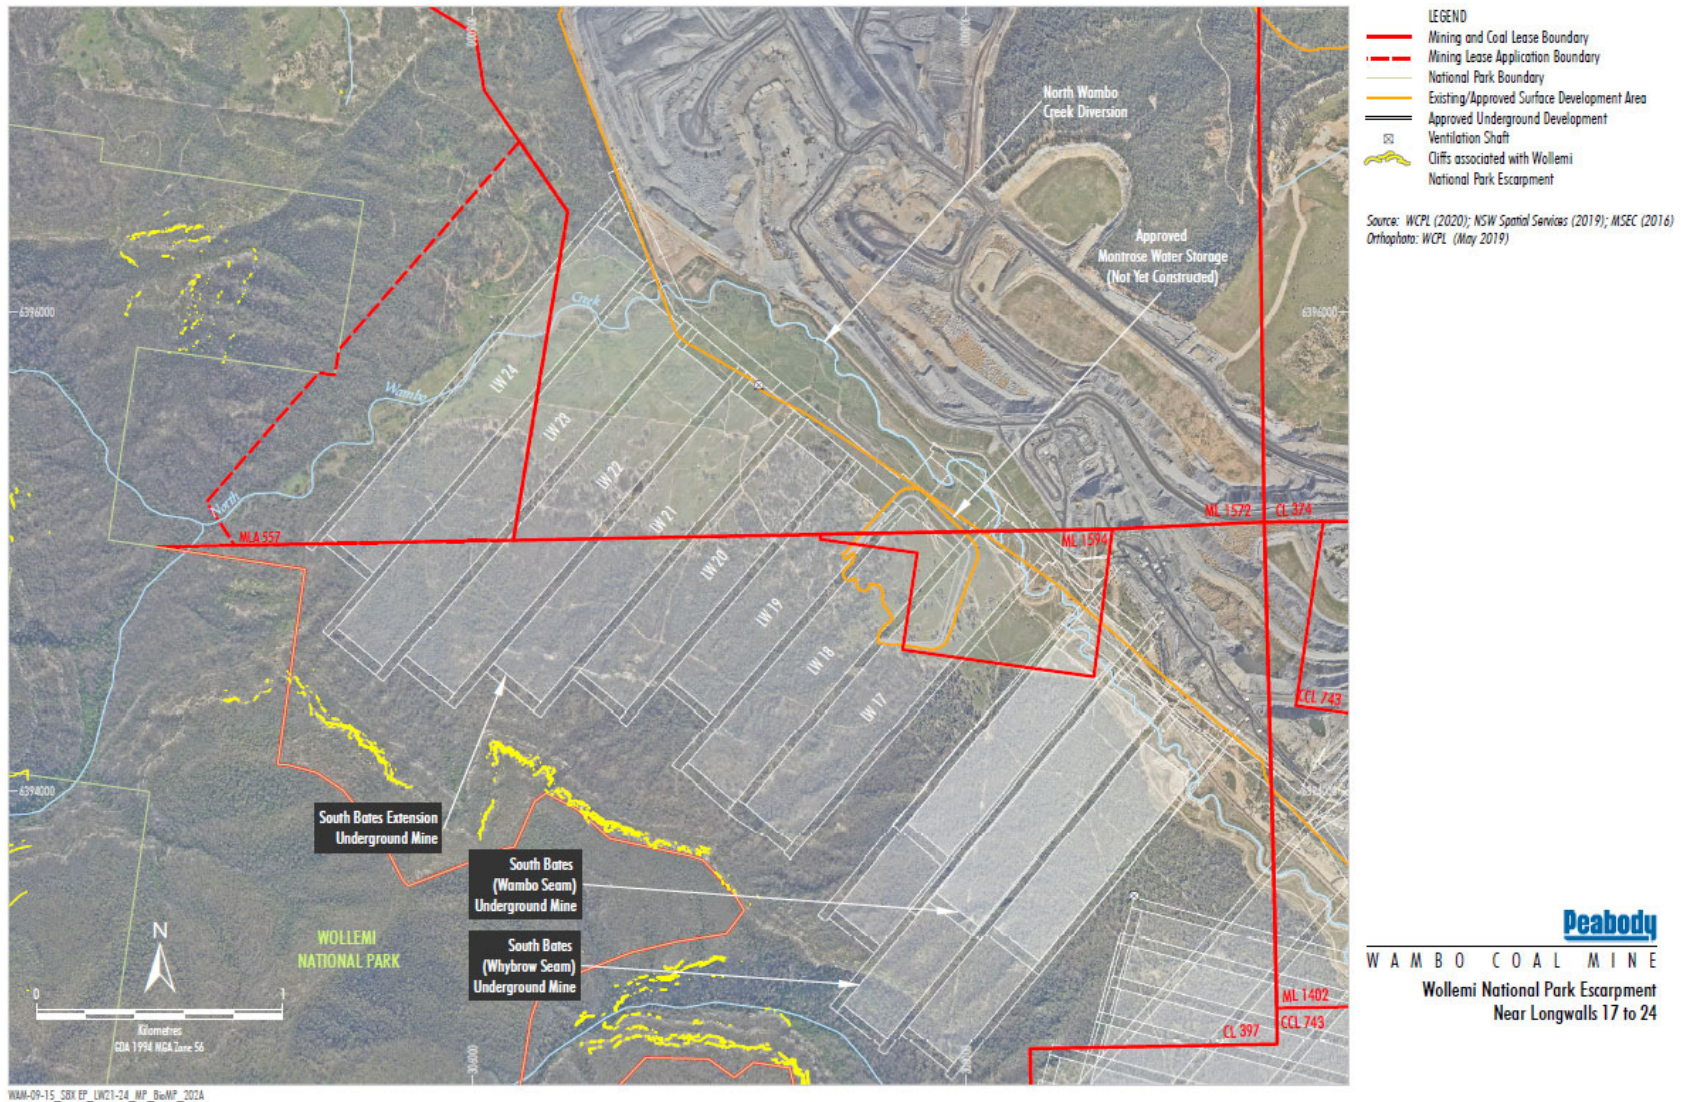 LEGEND
Mining and Coal Lease Boundary
Mining Lease Application Boundary
National Park Boundary
Existing/Approved Surface Development Area
Approved Underground Development
Ventilation Shaft
Cliffs associated with Wollemi
National Park Escarpment
Source: WCPL (2020); NSW Spatial Services (2019); MSEC (2016)
Orthophoto: WCPL (May 2019)
North Wambo
Creek Diversion
Approved
Montrose Water Storage
(Not Yet Constructed)
6396000
6396000
Creek
Wambo
North
LW 24
LW 23
LW 22
LW 21
LW 20
LW 19
LW 18
LW 17
MLA 557
ML 1594
ML 1572
CL 374
CCL 743
6394000
South Bates Extension
Underground Mine
South Bates
(Wambo Seam)
Underground Mine
South Bates
(Whybrow Seam)
Underground Mine
WOLLEMI
NATIONAL PARK
N
0
1
Kilometres
GDA 1994 MGA Zone 56
ML 1402
CCL 743
CL 397
Peabody
WAMBO COAL MINE
Wollemi National Park Escarpment
Near Longwalls 17 to 24
WAM-09-15_SBX EP_LW21-24_MP_BioMP_202A